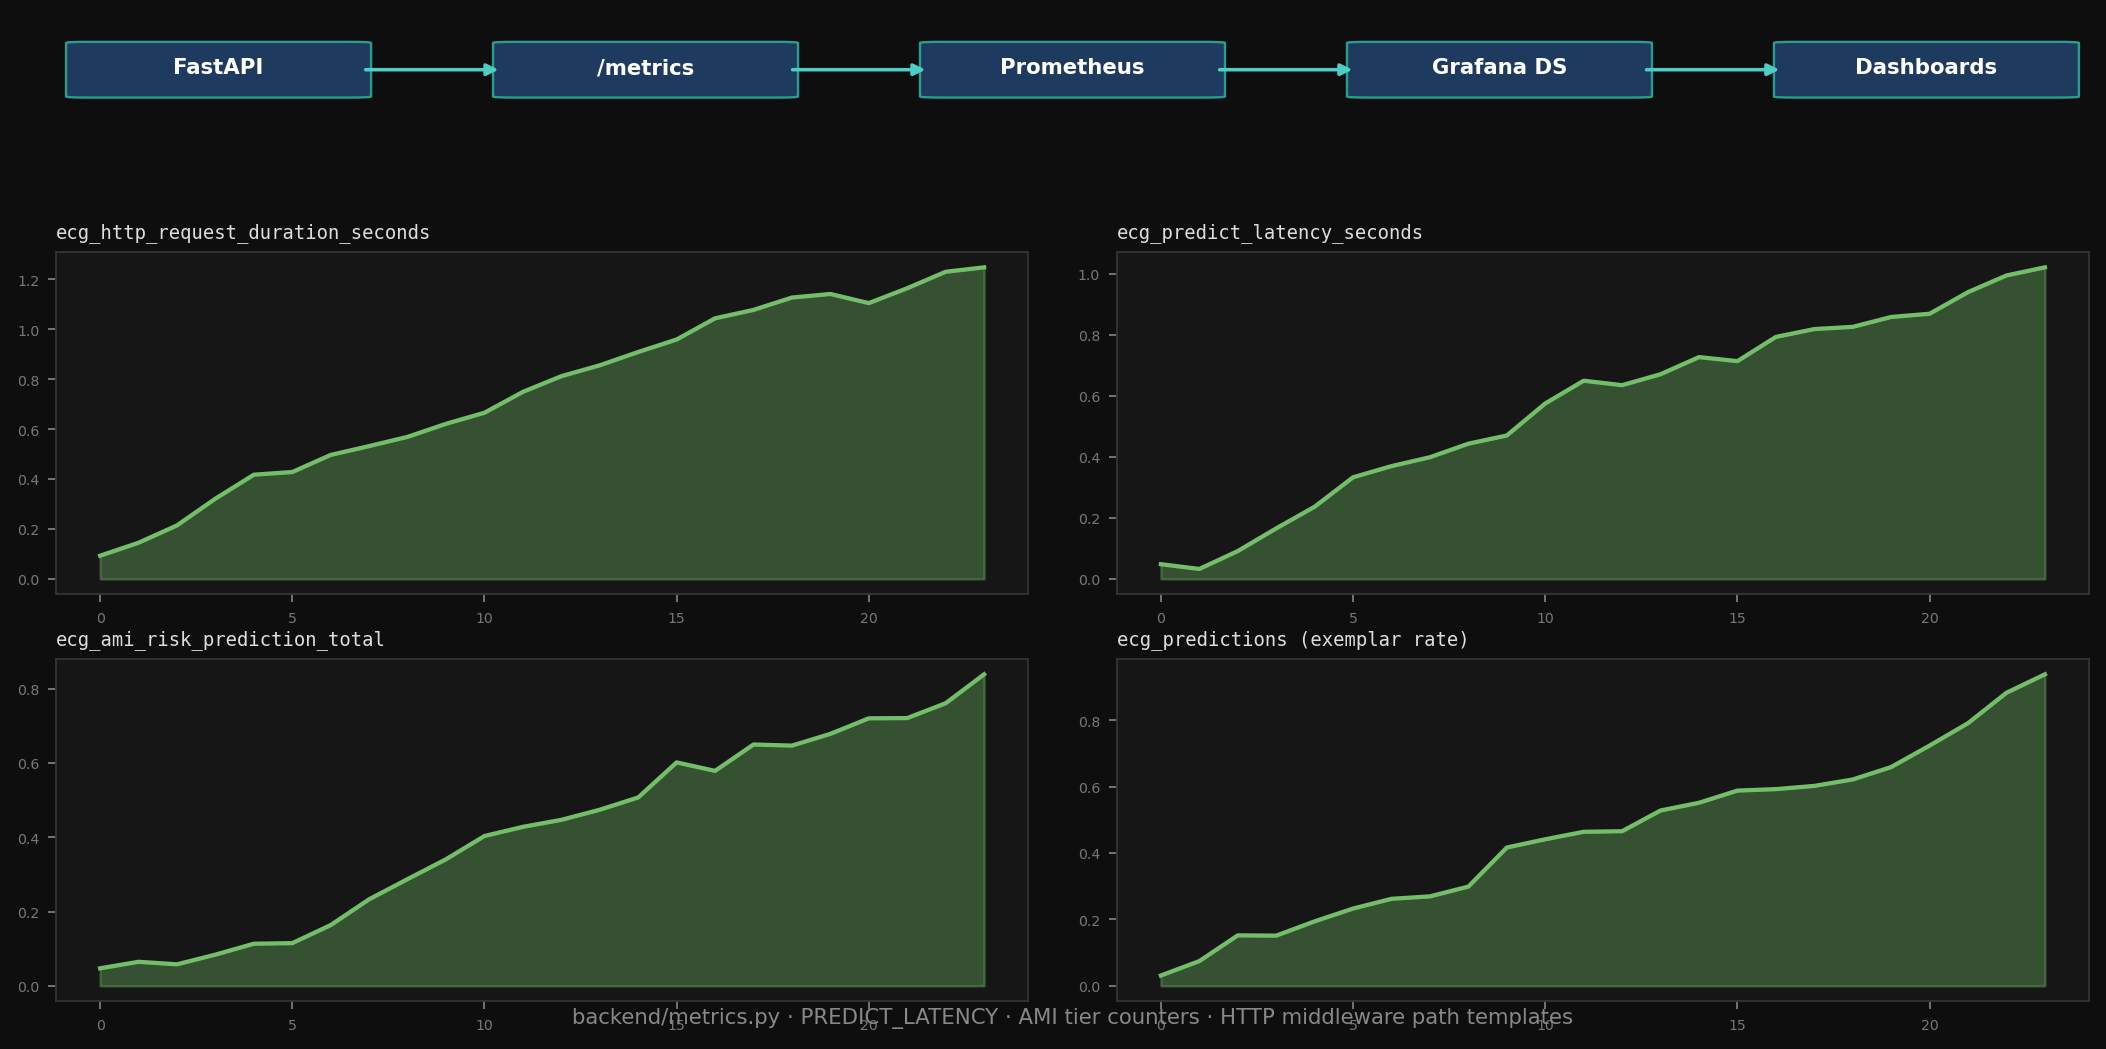 FastAPI
/metrics
Prometheus
Grafana DS
Dashboards
ecg_http_request_duration_seconds
1.2
1.0
0.8
0.6
0.4
0.2
0.0
0 5 10 15 20
ecg_predict_latency_seconds
1.0
0.8
0.6
0.4
0.2
0.0
0 5 10 15 20
ecg_ami_risk_prediction_total
0.8
0.6
0.4
0.2
0.0
0 5 10 15 20
ecg_predictions (exemplar rate)
0.8
0.6
0.4
0.2
0.0
0 5 10 15 20
backend/metrics.py · PREDICT_LATENCY · AMI tier counters · HTTP middleware path templates